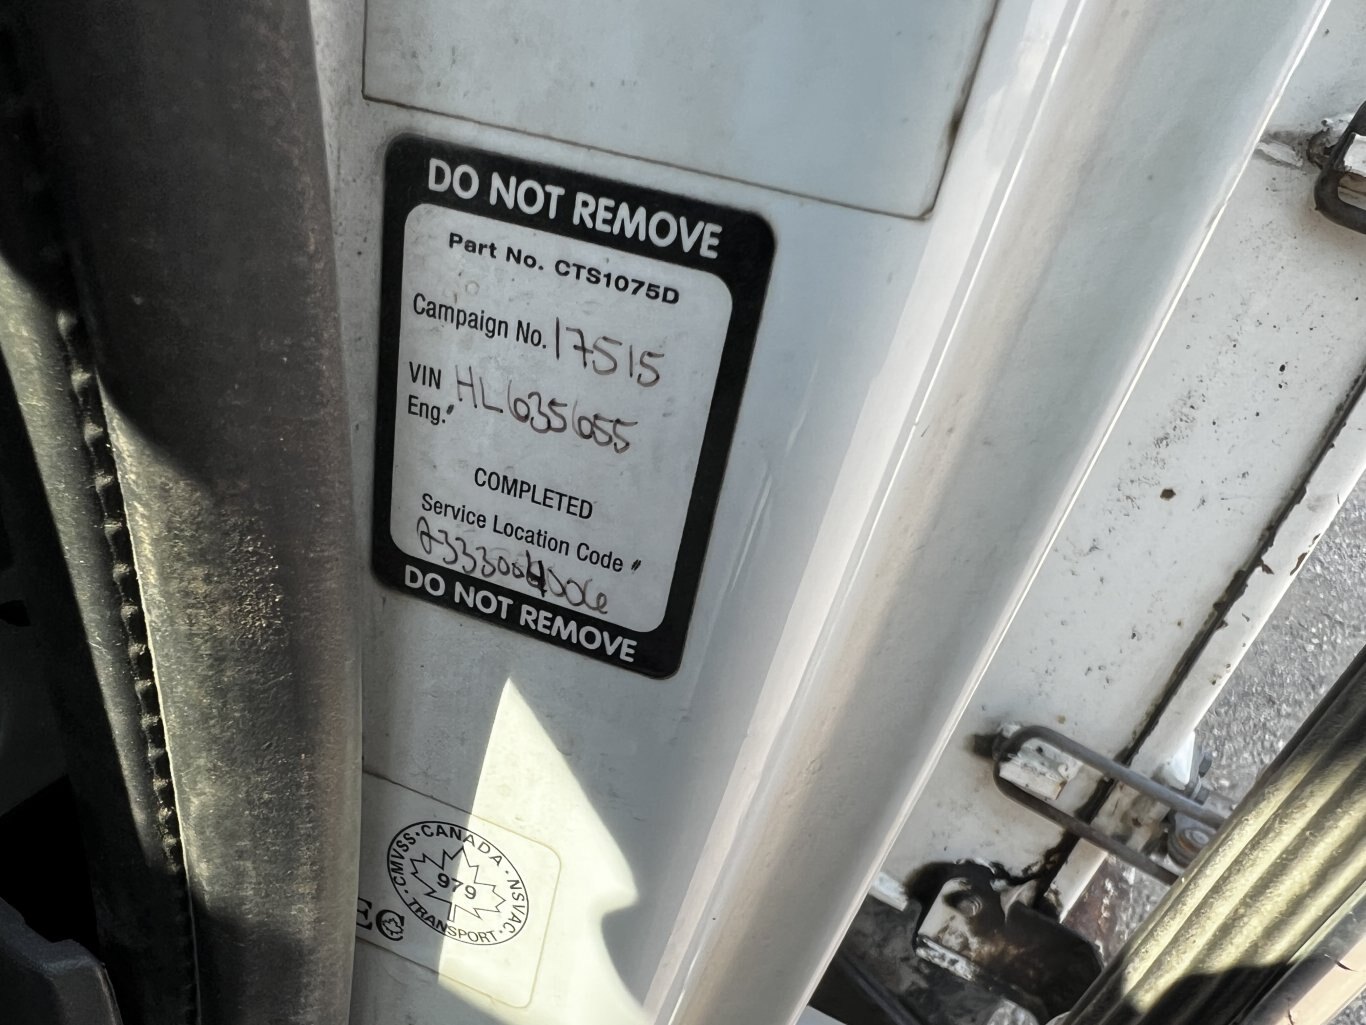 DO NOT REMOVE
Part No. CTS1075D
Campaign No. 17515
VIN HL635655
Eng.#
COMPLETED
Service Location Code #
DO NOT REMOVE
CANADA
CMVSS · NSVAC
979
TRANSPORT
EC